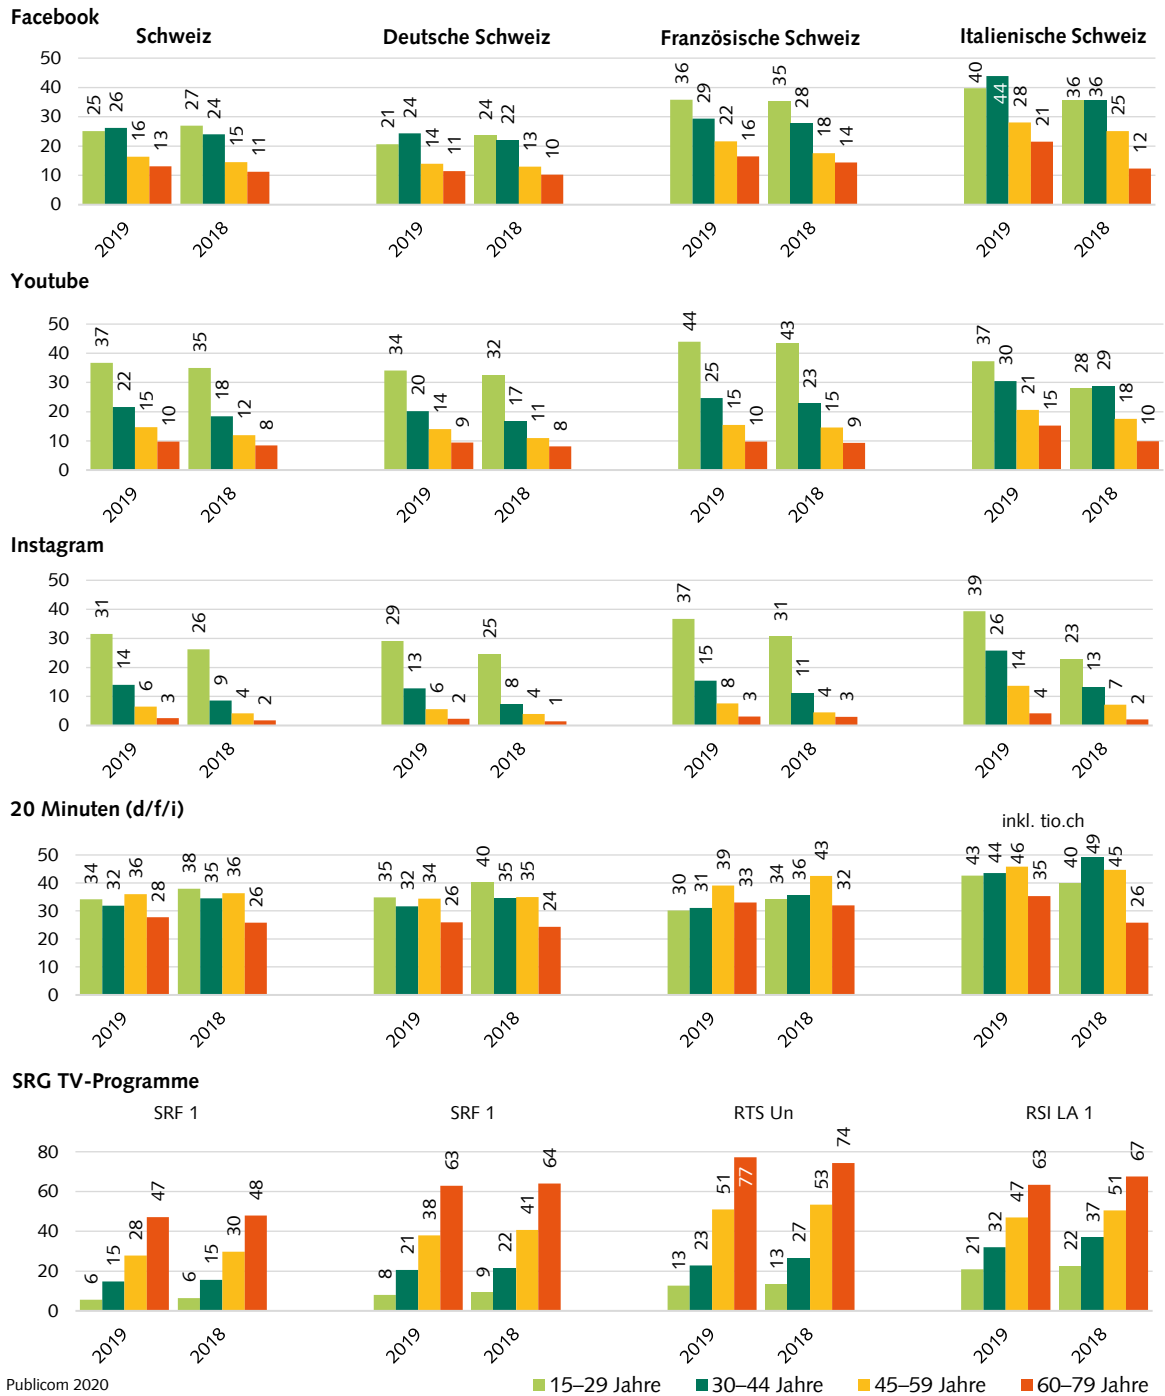 Facebook
Schweiz Deutsche Schweiz Französische Schweiz Italienische Schweiz
50
40
30
20
10
0
25 26 16 13 27 24 15 11
21 24 14 11 24 22 13 10
36 29 22 16 35 28 18 14
40 44 28 21 36 36 25 12
2019 2018 2019 2018 2019 2018 2019 2018
Youtube
50
40
30
20
10
0
37 22 15 10 35 18 12 8
34 20 14 9 32 17 11 8
44 25 15 10 43 23 15 9
37 30 21 15 28 29 18 10
2019 2018 2019 2018 2019 2018 2019 2018
Instagram
50
40
30
20
10
0
31 14 6 3 26 9 4 2
29 13 6 2 25 8 4 1
37 15 8 3 31 11 4 3
39 26 14 4 23 13 7 2
2019 2018 2019 2018 2019 2018 2019 2018
20 Minuten (d/f/i)
inkl. tio.ch
50
40
30
20
10
0
34 32 36 28 38 35 36 26
35 32 34 26 40 35 35 24
30 31 39 33 34 36 43 32
43 44 46 35 40 49 45 26
2019 2018 2019 2018 2019 2018 2019 2018
SRG TV-Programme
SRF 1 SRF 1 RTS Un RSI LA 1
80
60
40
20
0
6 15 28 47 6 15 30 48
8 21 38 63 9 22 41 64
13 23 51 77 13 27 53 74
21 32 47 63 22 37 51 67
2019 2018 2019 2018 2019 2018 2019 2018
Publicom 2020 15–29 Jahre 30–44 Jahre 45–59 Jahre 60–79 Jahre